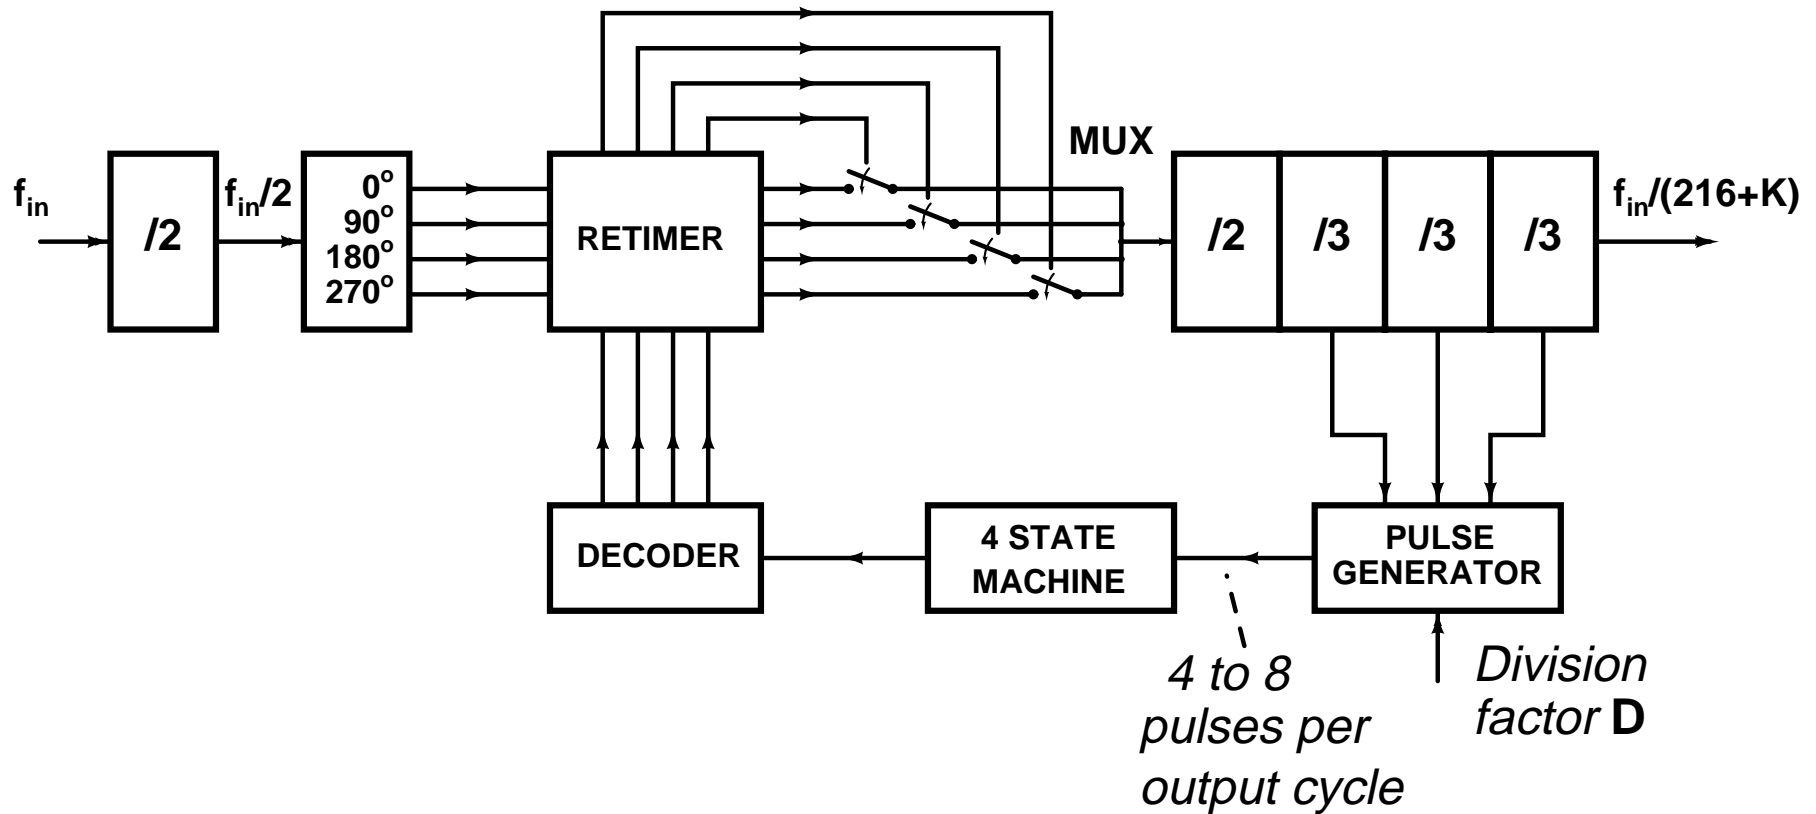 MUX
f_in
/2
f_in/2
0°
90°
180°
270°
RETIMER
/2
/3
/3
/3
f_in/(216+K)
DECODER
4 STATE
MACHINE
PULSE
GENERATOR
4 to 8
pulses per
output cycle
Division
factor D